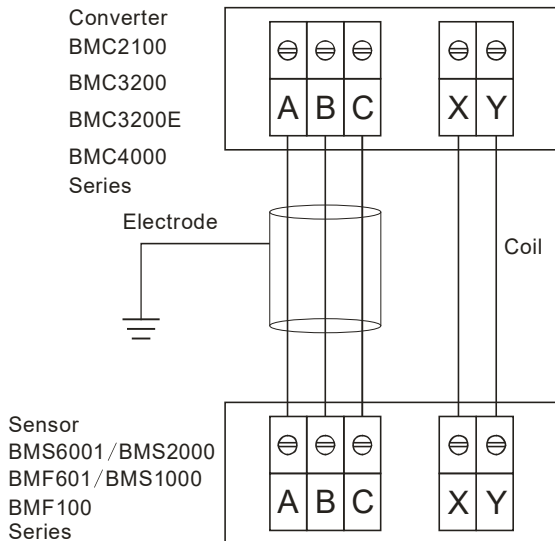 Converter
BMC2100
BMC3200
BMC3200E
BMC4000
Series
A B C X Y
Electrode
Coil
Sensor
BMS6001/BMS2000
BMF601/BMS1000
BMF100
Series
A B C X Y